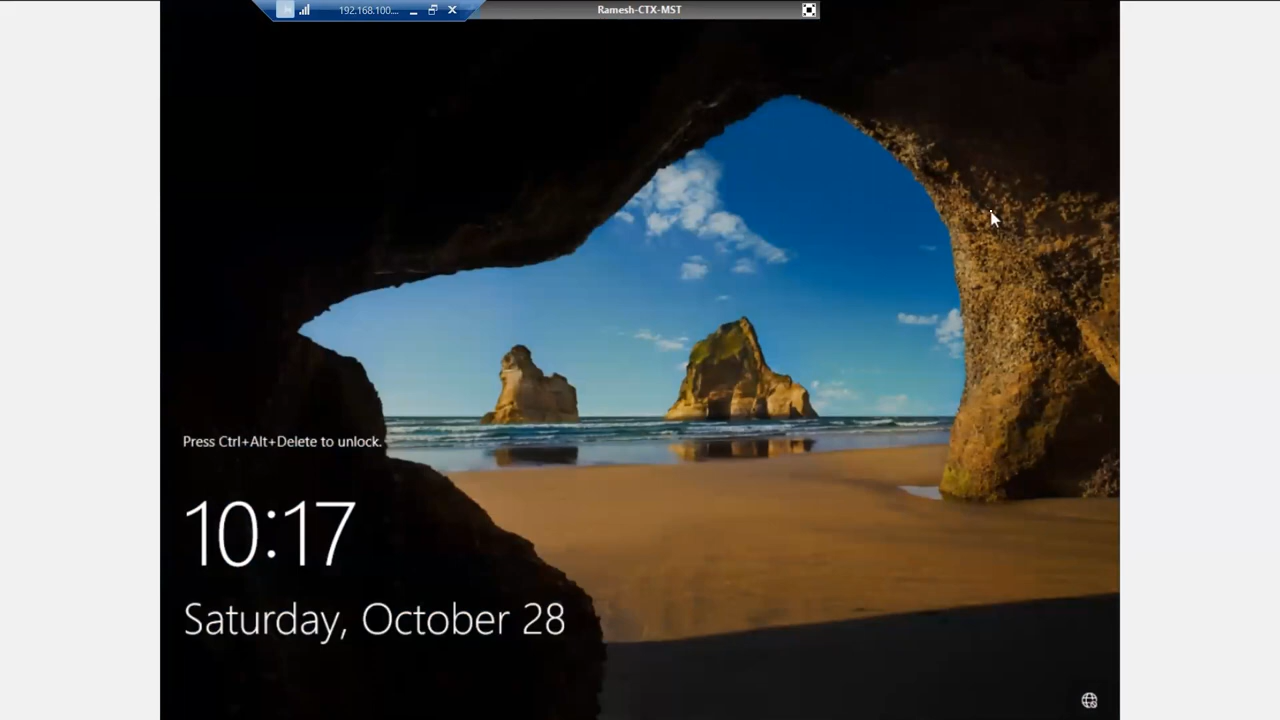 192.168.100....
Ramesh-CTX-MST
Press Ctrl+Alt+Delete to unlock.
10:17
Saturday, October 28